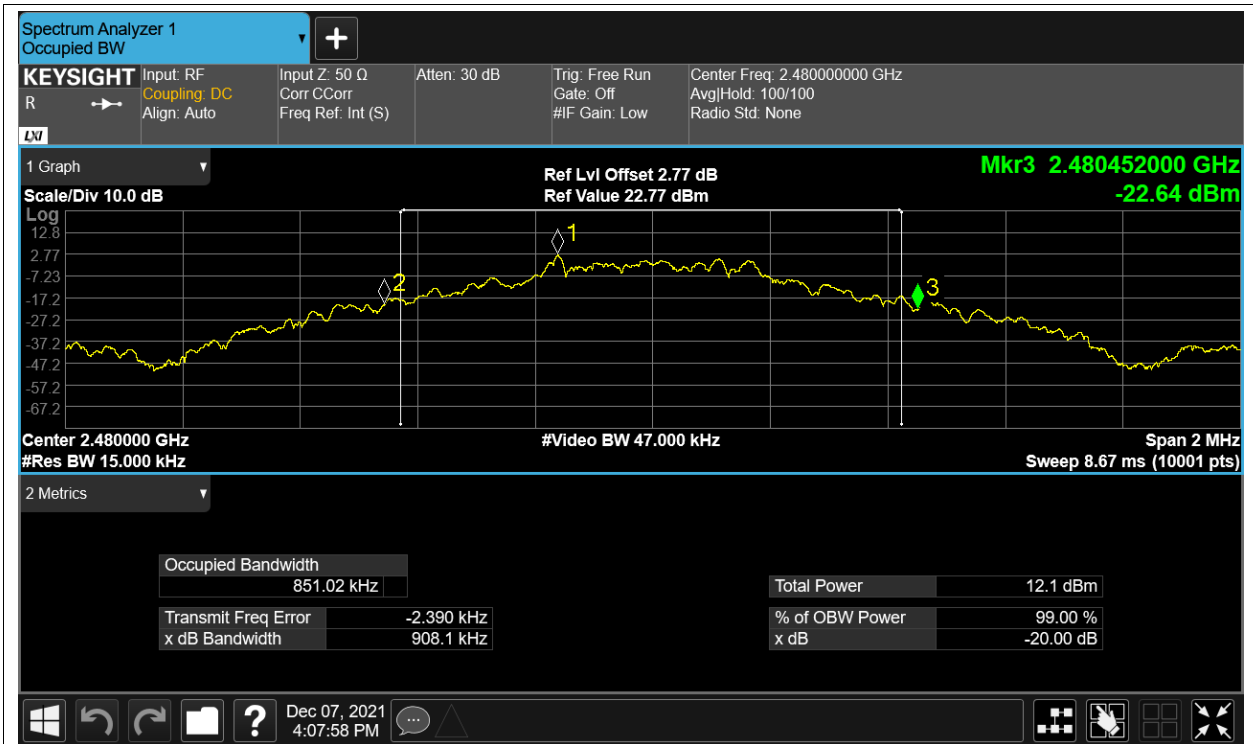 Spectrum Analyzer 1
Occupied BW
KEYSIGHT
R
LXI
Input: RF
Coupling: DC
Align: Auto
Input Z: 50 Ω
Corr CCorr
Freq Ref: Int (S)
Atten: 30 dB
Trig: Free Run
Gate: Off
#IF Gain: Low
Center Freq: 2.480000000 GHz
Avg|Hold: 100/100
Radio Std: None
1 Graph
Scale/Div 10.0 dB
Ref Lvl Offset 2.77 dB
Ref Value 22.77 dBm
Mkr3 2.480452000 GHz
-22.64 dBm
Log
12.8
2.77
-7.23
-17.2
-27.2
-37.2
-47.2
-57.2
-67.2
1
2
3
Center 2.480000 GHz
#Res BW 15.000 kHz
#Video BW 47.000 kHz
Span 2 MHz
Sweep 8.67 ms (10001 pts)
2 Metrics
Occupied Bandwidth
851.02 kHz
Total Power 12.1 dBm
Transmit Freq Error -2.390 kHz
% of OBW Power 99.00 %
x dB Bandwidth 908.1 kHz
x dB -20.00 dB
?
Dec 07, 2021
4:07:58 PM